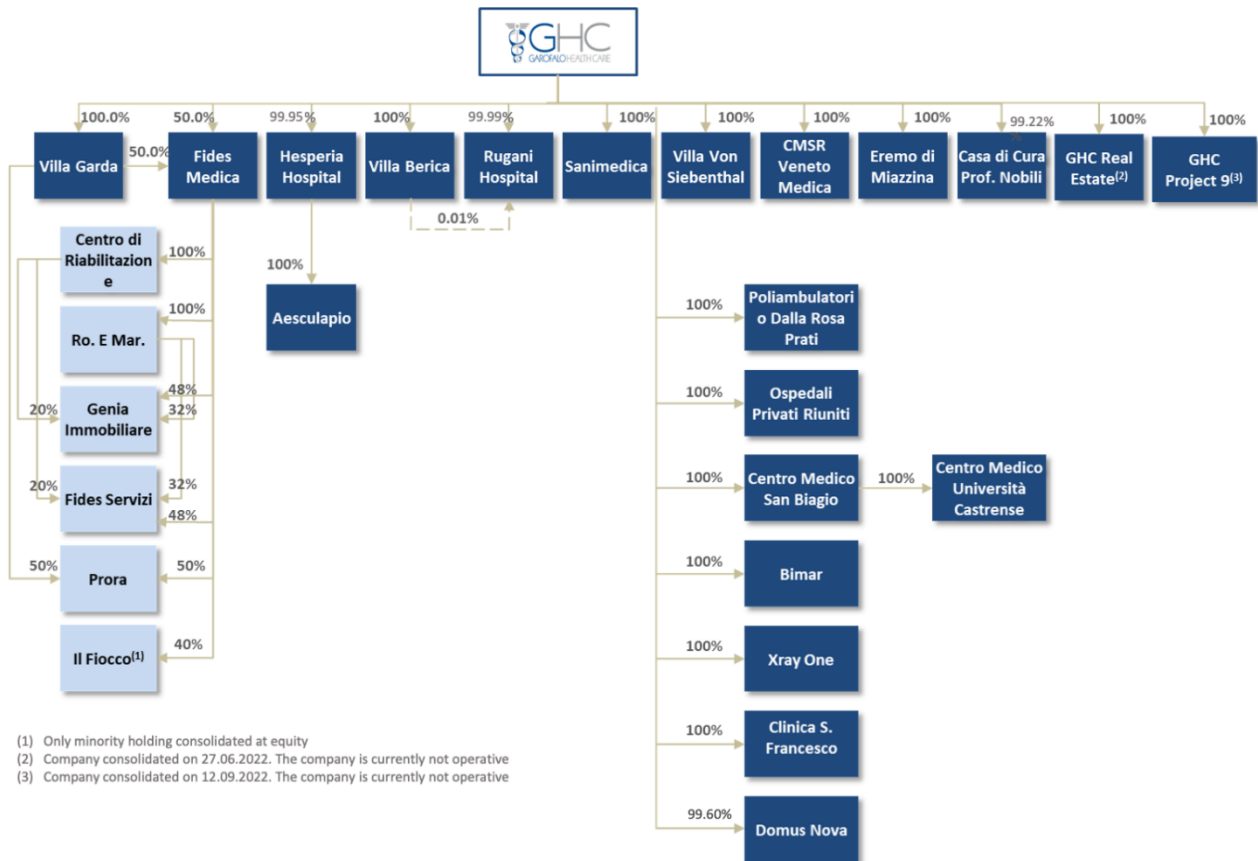 GHC
GAROFALO HEALTH CARE
100.0%
50.0%
99.95%
100%
99.99%
100%
100%
100%
100%
99.22%
100%
100%
Villa Garda
50.0%
Fides
Medica
Hesperia
Hospital
Villa Berica
Rugani
Hospital
Sanimedica
Villa Von
Siebenthal
CMSR
Veneto
Medica
Eremo di
Miazzina
Casa di Cura
Prof. Nobili
GHC Real
Estate(2)
GHC
Project 9(3)
0.01%
Centro di
Riabilitazion
e
100%
100%
Aesculapio
Ro. E Mar.
100%
Genia
Immobiliare
20%
48%
32%
Fides Servizi
20%
32%
48%
Prora
50%
50%
Il Fiocco(1)
40%
100%
Poliambulatori
o Dalla Rosa
Prati
100%
Ospedali
Privati Riuniti
100%
Centro Medico
San Biagio
100%
Centro Medico
Università
Castrense
100%
Bimar
100%
Xray One
100%
Clinica S.
Francesco
99.60%
Domus Nova
(1) Only minority holding consolidated at equity
(2) Company consolidated on 27.06.2022. The company is currently not operative
(3) Company consolidated on 12.09.2022. The company is currently not operative